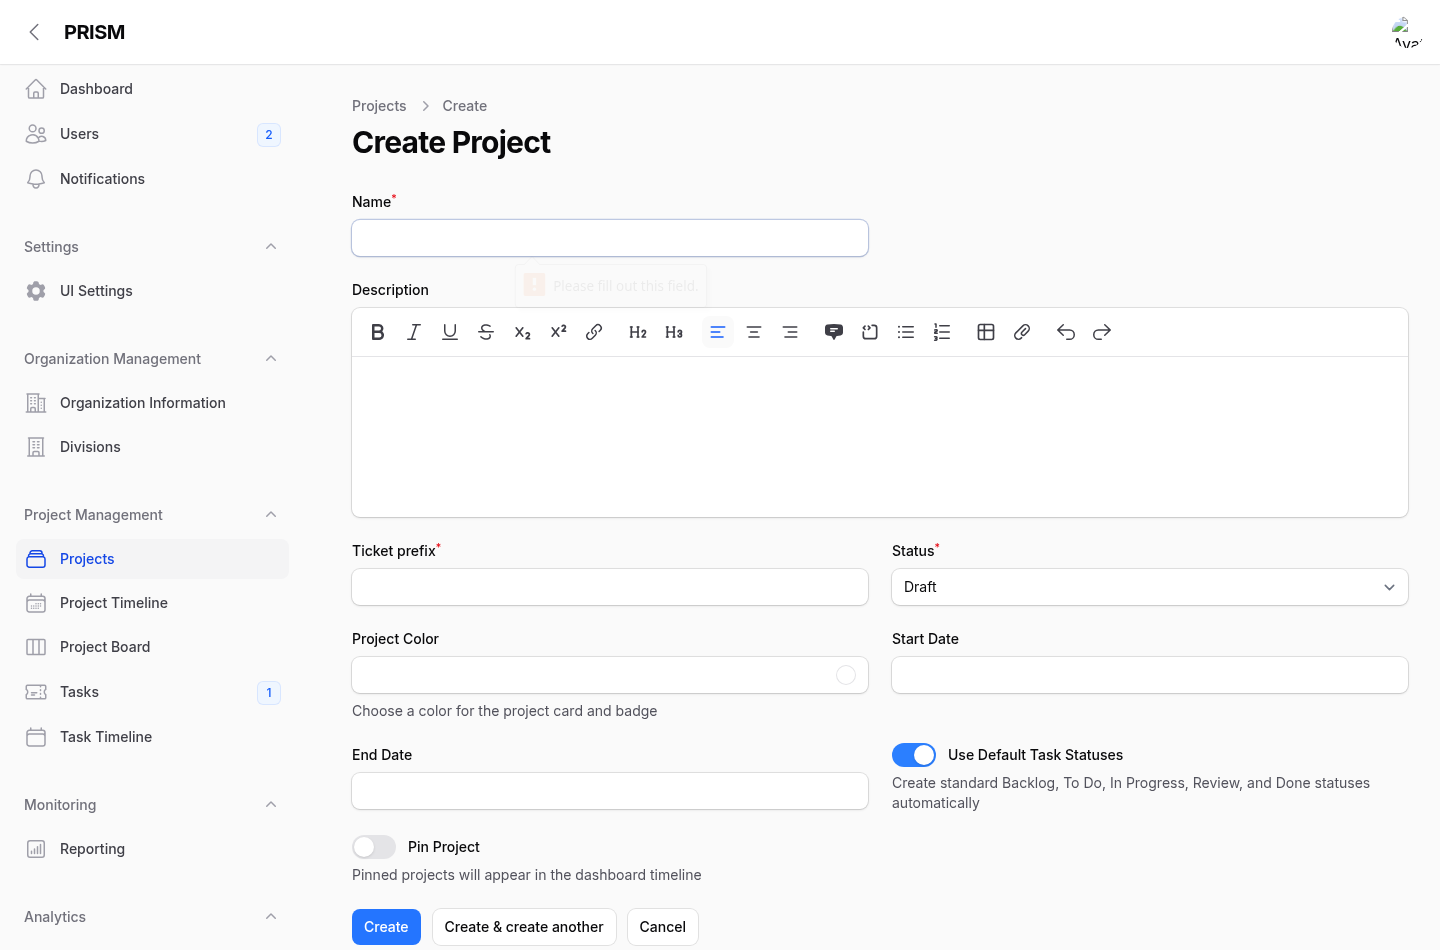 PRISM
Dashboard
Users
2
Notifications
Settings
UI Settings
Organization Management
Organization Information
Divisions
Project Management
Projects
Project Timeline
Project Board
Tasks
1
Task Timeline
Monitoring
Reporting
Analytics
Projects > Create
Create Project
Name*
Please fill out this field.
Description
B I U S X₂ X² H2 H3
Ticket prefix*
Status*
Draft
Project Color
Start Date
Choose a color for the project card and badge
End Date
Use Default Task Statuses
Create standard Backlog, To Do, In Progress, Review, and Done statuses
automatically
Pin Project
Pinned projects will appear in the dashboard timeline
Create
Create & create another
Cancel